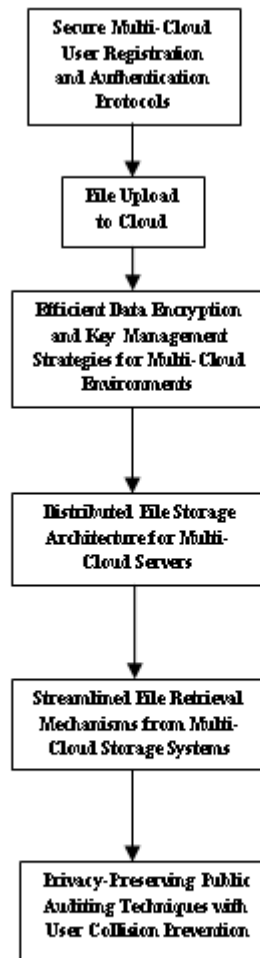 Secure Multi-Cloud
User Registration
and Authentication
Protocols
File Upload
to Cloud
Efficient Data Encryption
and Key Management
Strategies for Multi-Cloud
Environments
Distributed File Storage
Architecture for Multi-
Cloud Servers
Streamlined File Retrieval
Mechanisms from Multi-
Cloud Storage Systems
Privacy-Preserving Public
Auditing Techniques with
User Collision Prevention